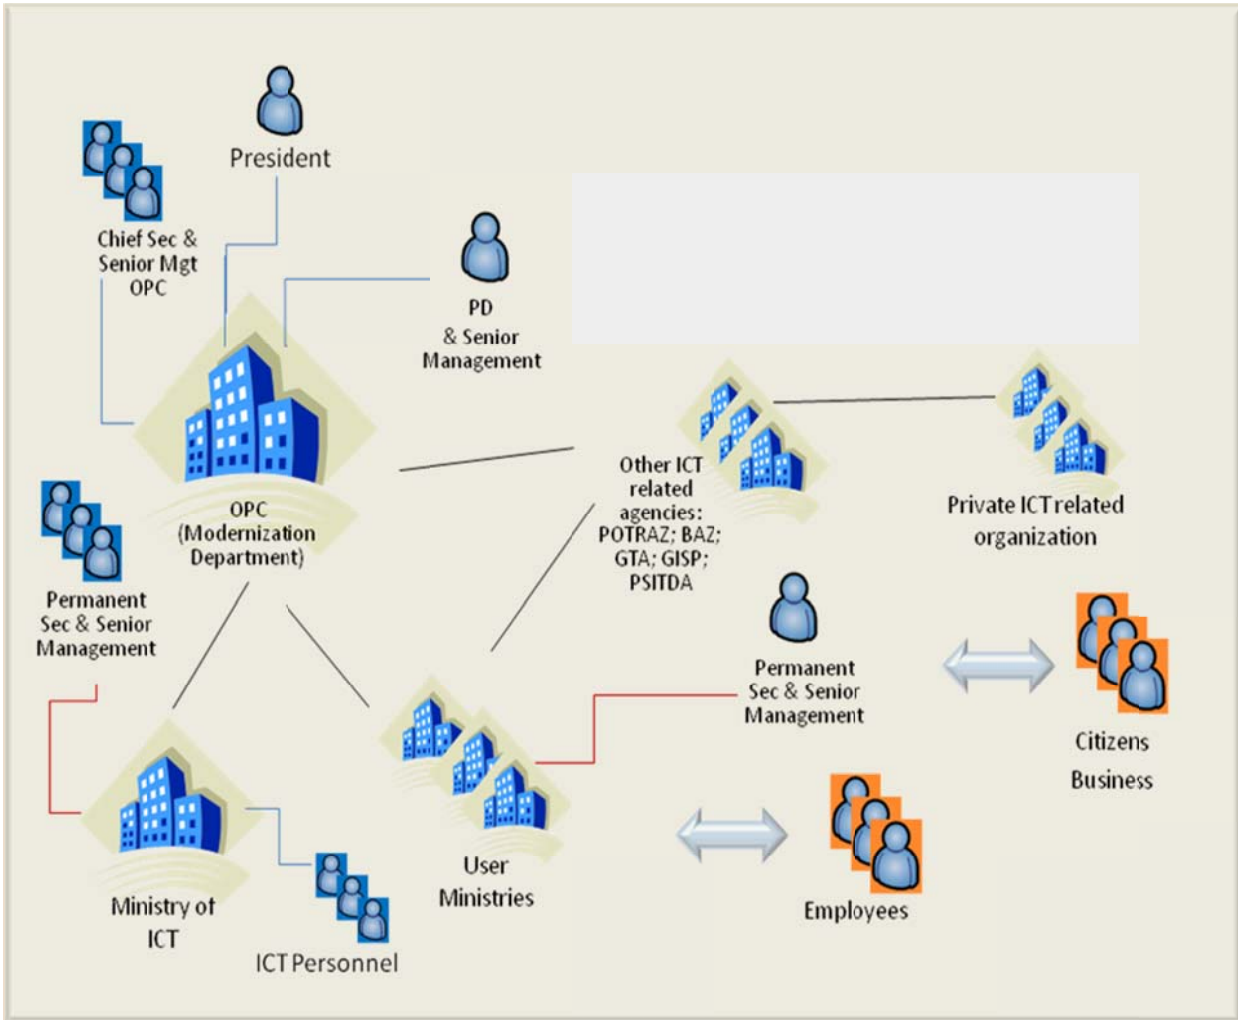 President
Chief Sec &
Senior Mgt
OPC
PD
& Senior
Management
OPC
(Modernization
Department)
Other ICT
related
agencies:
POTRAZ; BAZ;
GTA; GISP;
PSITDA
Private ICT related
organization
Permanent
Sec & Senior
Management
Permanent
Sec & Senior
Management
Citizens
Business
User
Ministries
Employees
Ministry of
ICT
ICT Personnel